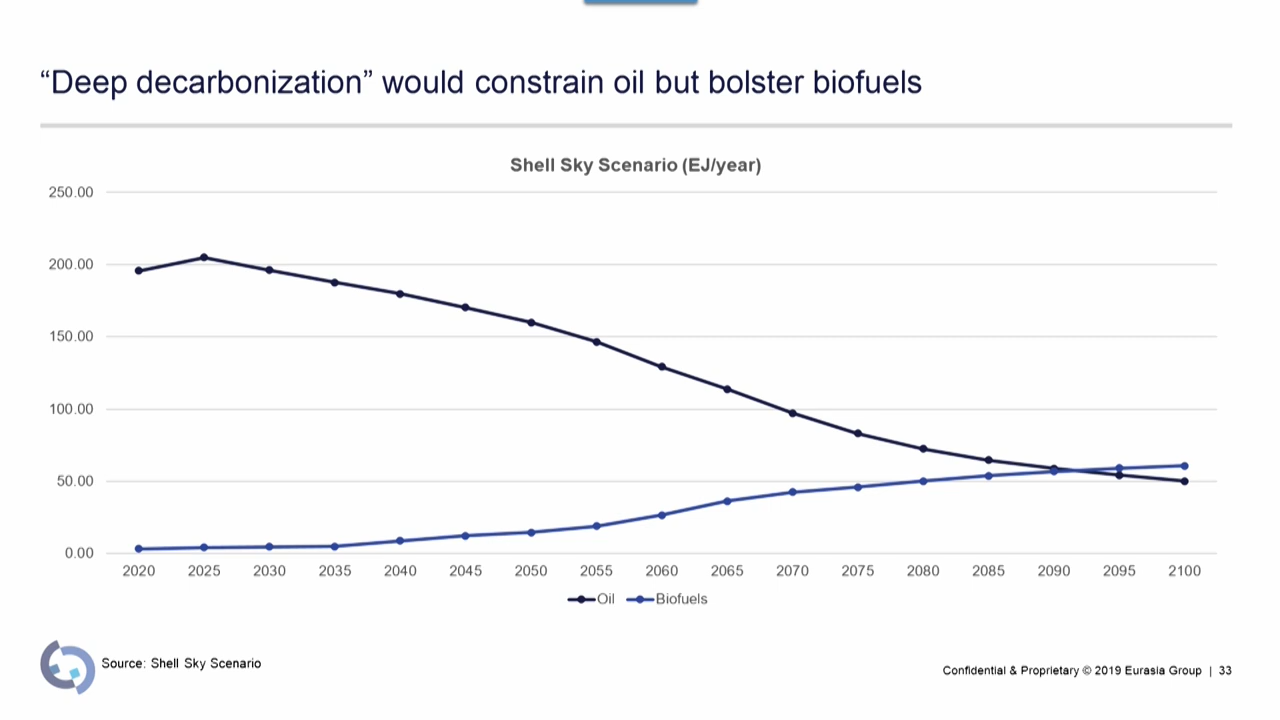 “Deep decarbonization” would constrain oil but bolster biofuels
Shell Sky Scenario (EJ/year)
250.00
200.00
150.00
100.00
50.00
0.00
2020 2025 2030 2035 2040 2045 2050 2055 2060 2065 2070 2075 2080 2085 2090 2095 2100
Oil Biofuels
Source: Shell Sky Scenario
Confidential & Proprietary © 2019 Eurasia Group | 33